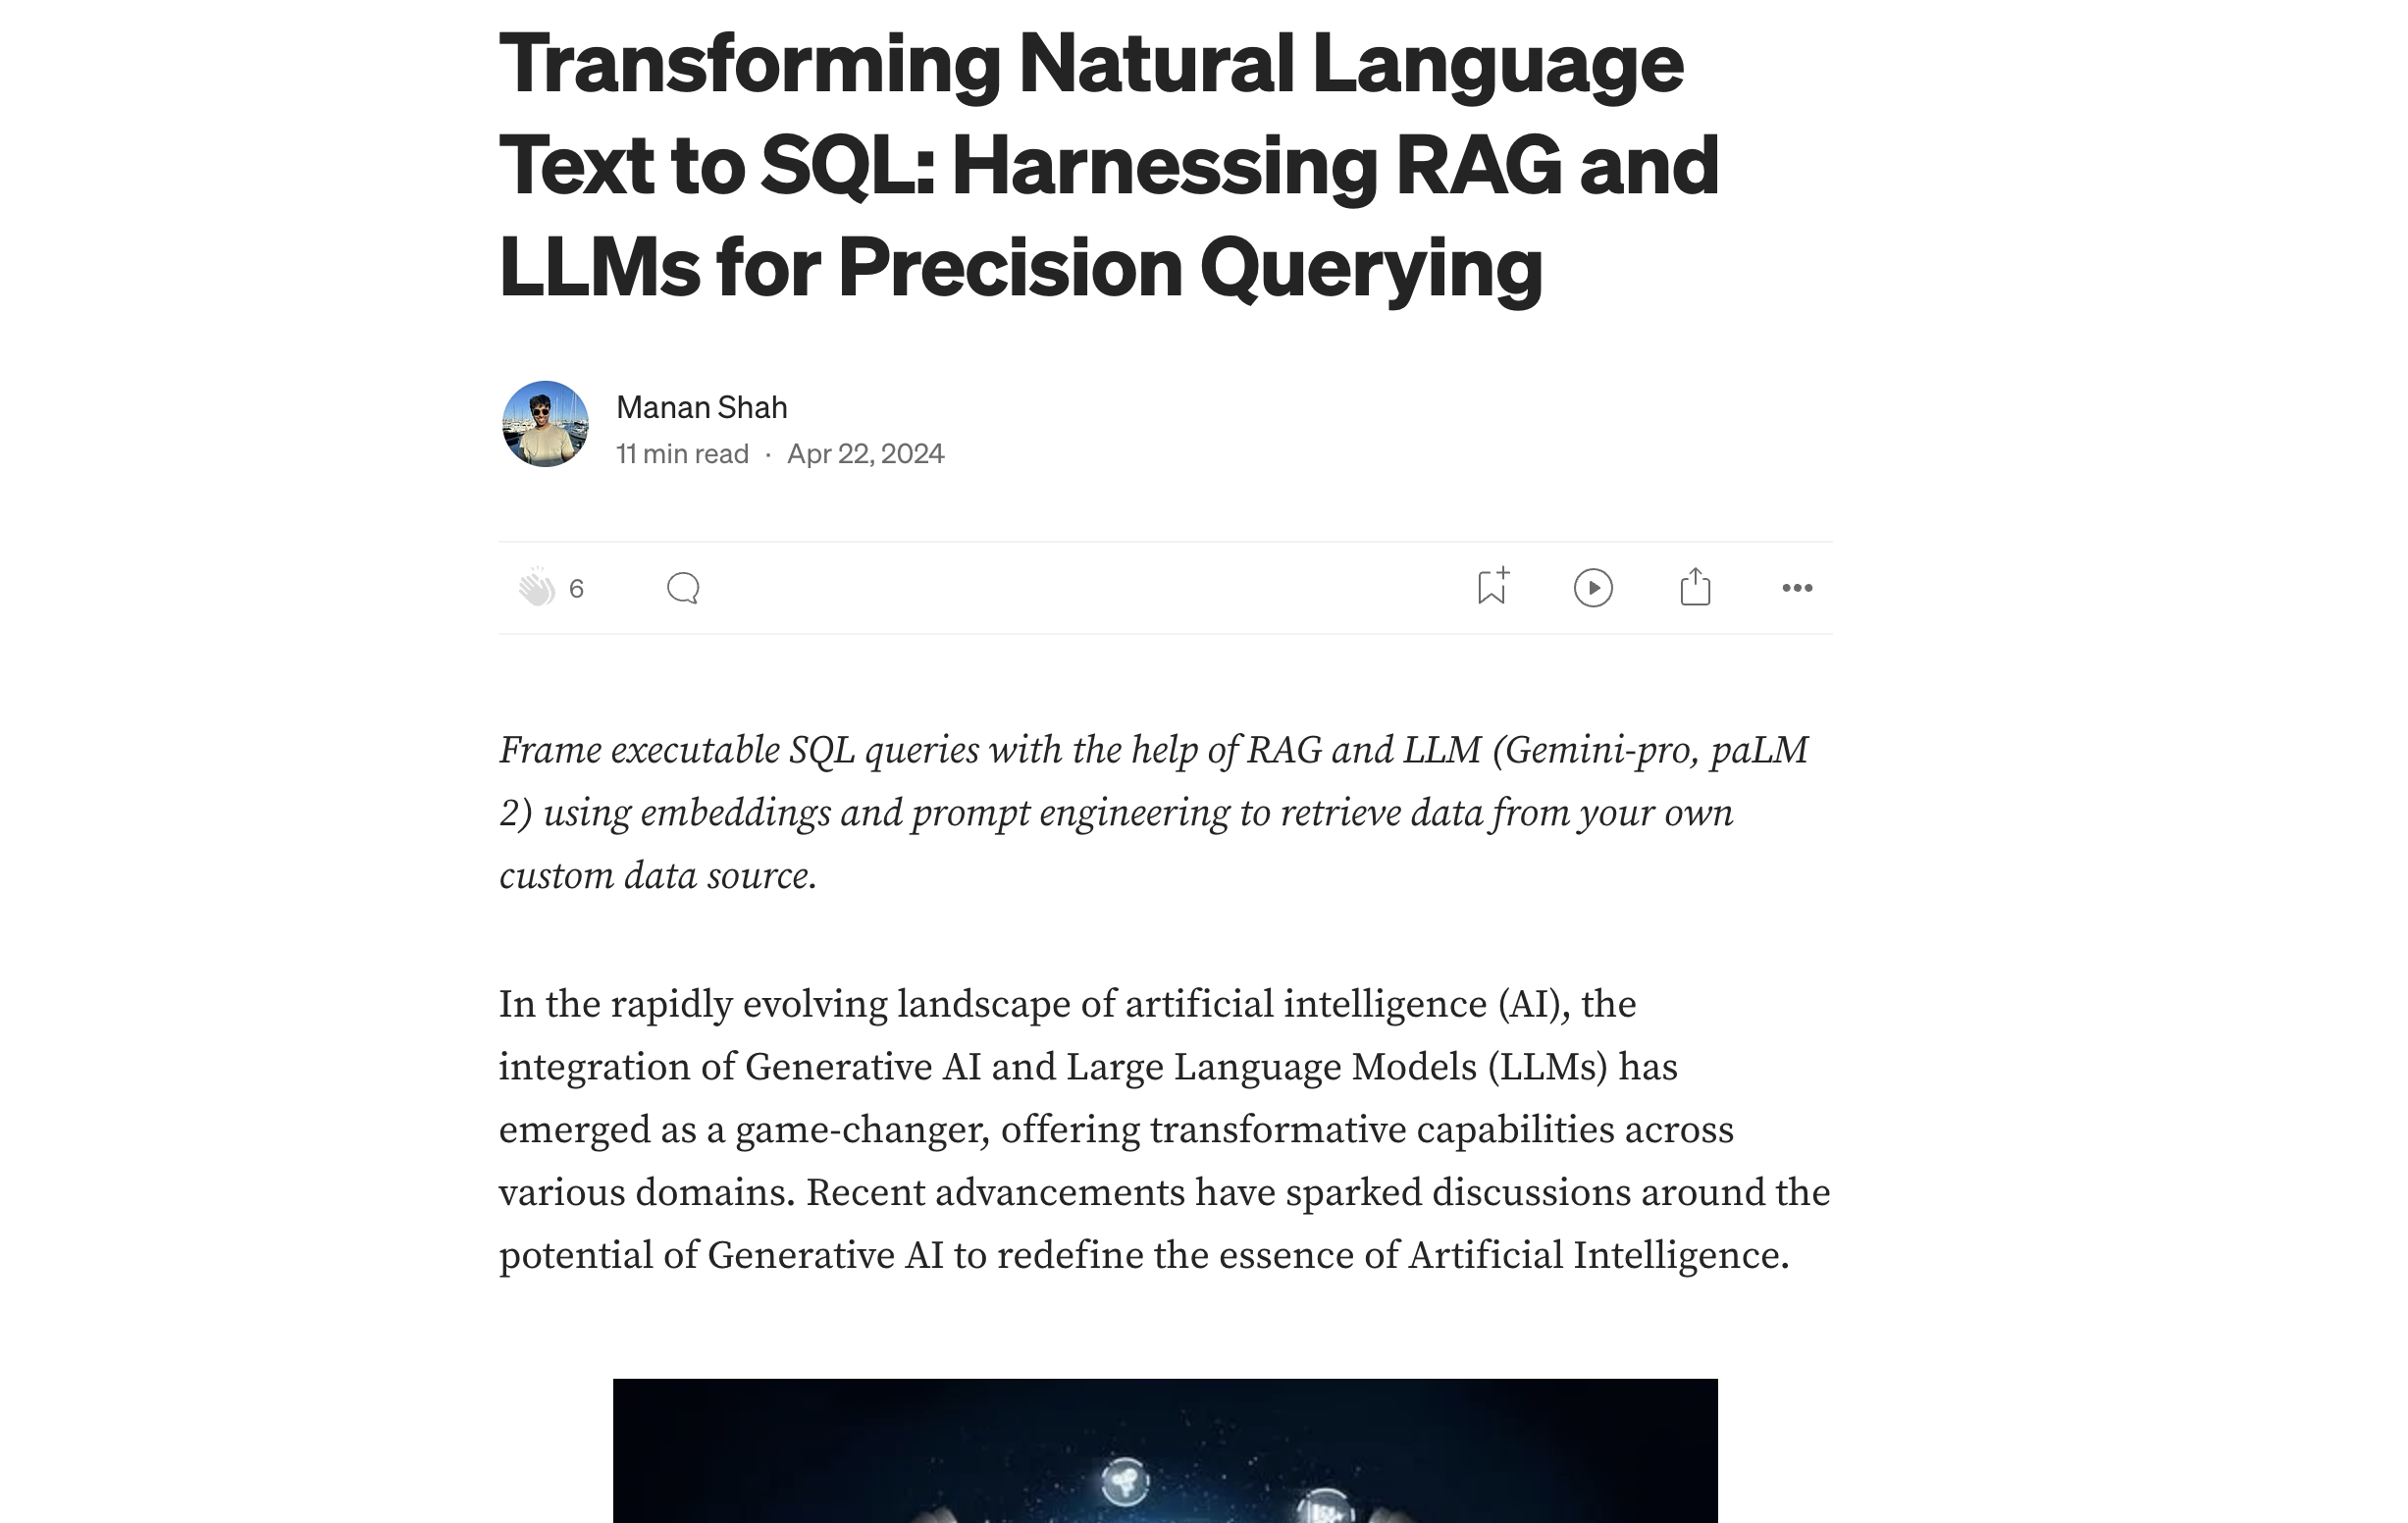 Transforming Natural Language
Text to SQL: Harnessing RAG and
LLMs for Precision Querying
Manan Shah
11 min read · Apr 22, 2024
6
Frame executable SQL queries with the help of RAG and LLM (Gemini-pro, paLM
2) using embeddings and prompt engineering to retrieve data from your own
custom data source.
In the rapidly evolving landscape of artificial intelligence (AI), the
integration of Generative AI and Large Language Models (LLMs) has
emerged as a game-changer, offering transformative capabilities across
various domains. Recent advancements have sparked discussions around the
potential of Generative AI to redefine the essence of Artificial Intelligence.